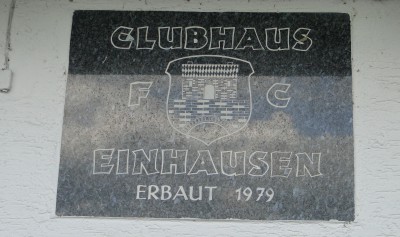 CLUBHAUS
F C
EINHAUSEN
ERBAUT 1979